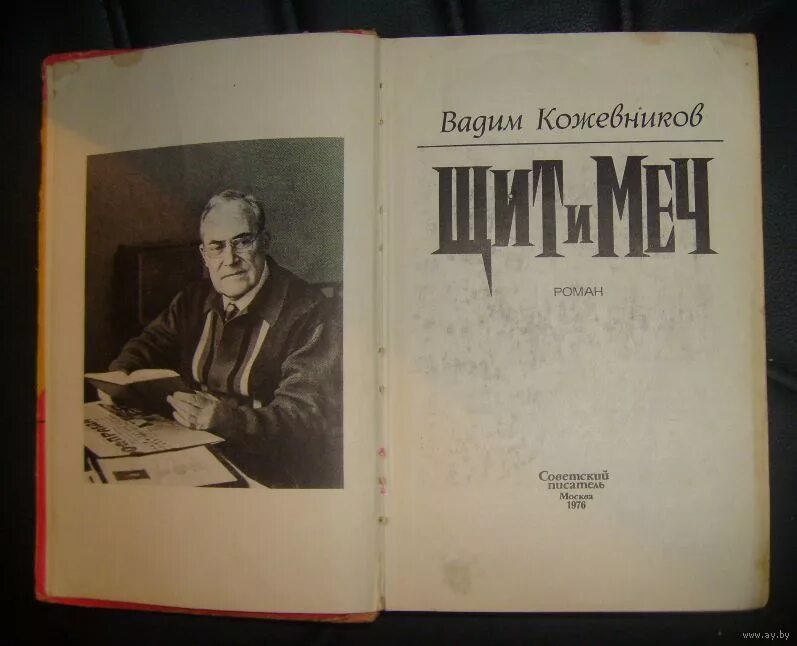 Вадим Кожевников
ЩИТ и МЕЧ
РОМАН
Советский
писатель
Москва
1976
www.ay.by